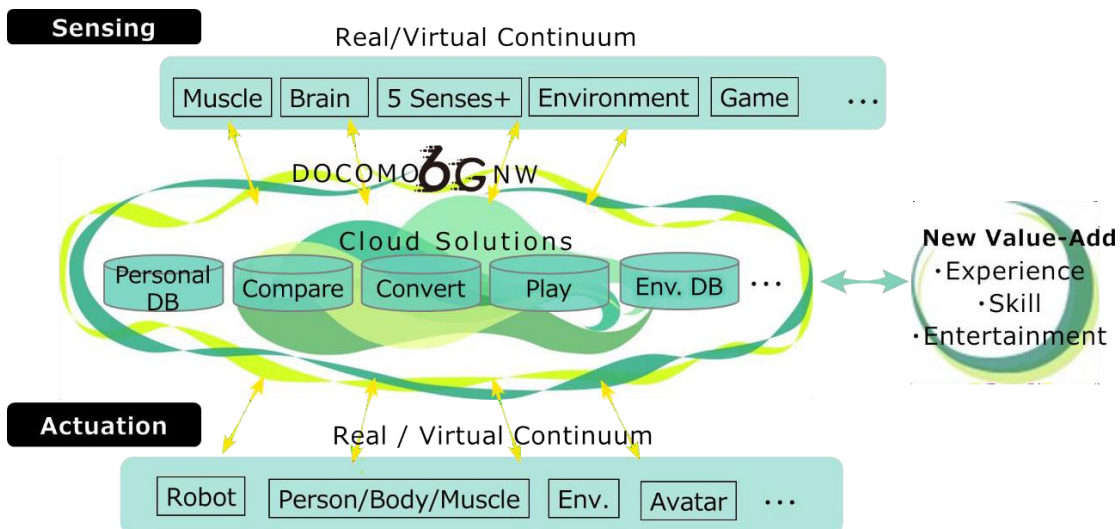 Sensing
Real/Virtual Continuum
Muscle
Brain
5 Senses+
Environment
Game
...
DOCOMO 6G NW
Cloud Solutions
Personal
DB
Compare
Convert
Play
Env. DB
...
New Value-Add
・Experience
・Skill
・Entertainment
Actuation
Real / Virtual Continuum
Robot
Person/Body/Muscle
Env.
Avatar
...